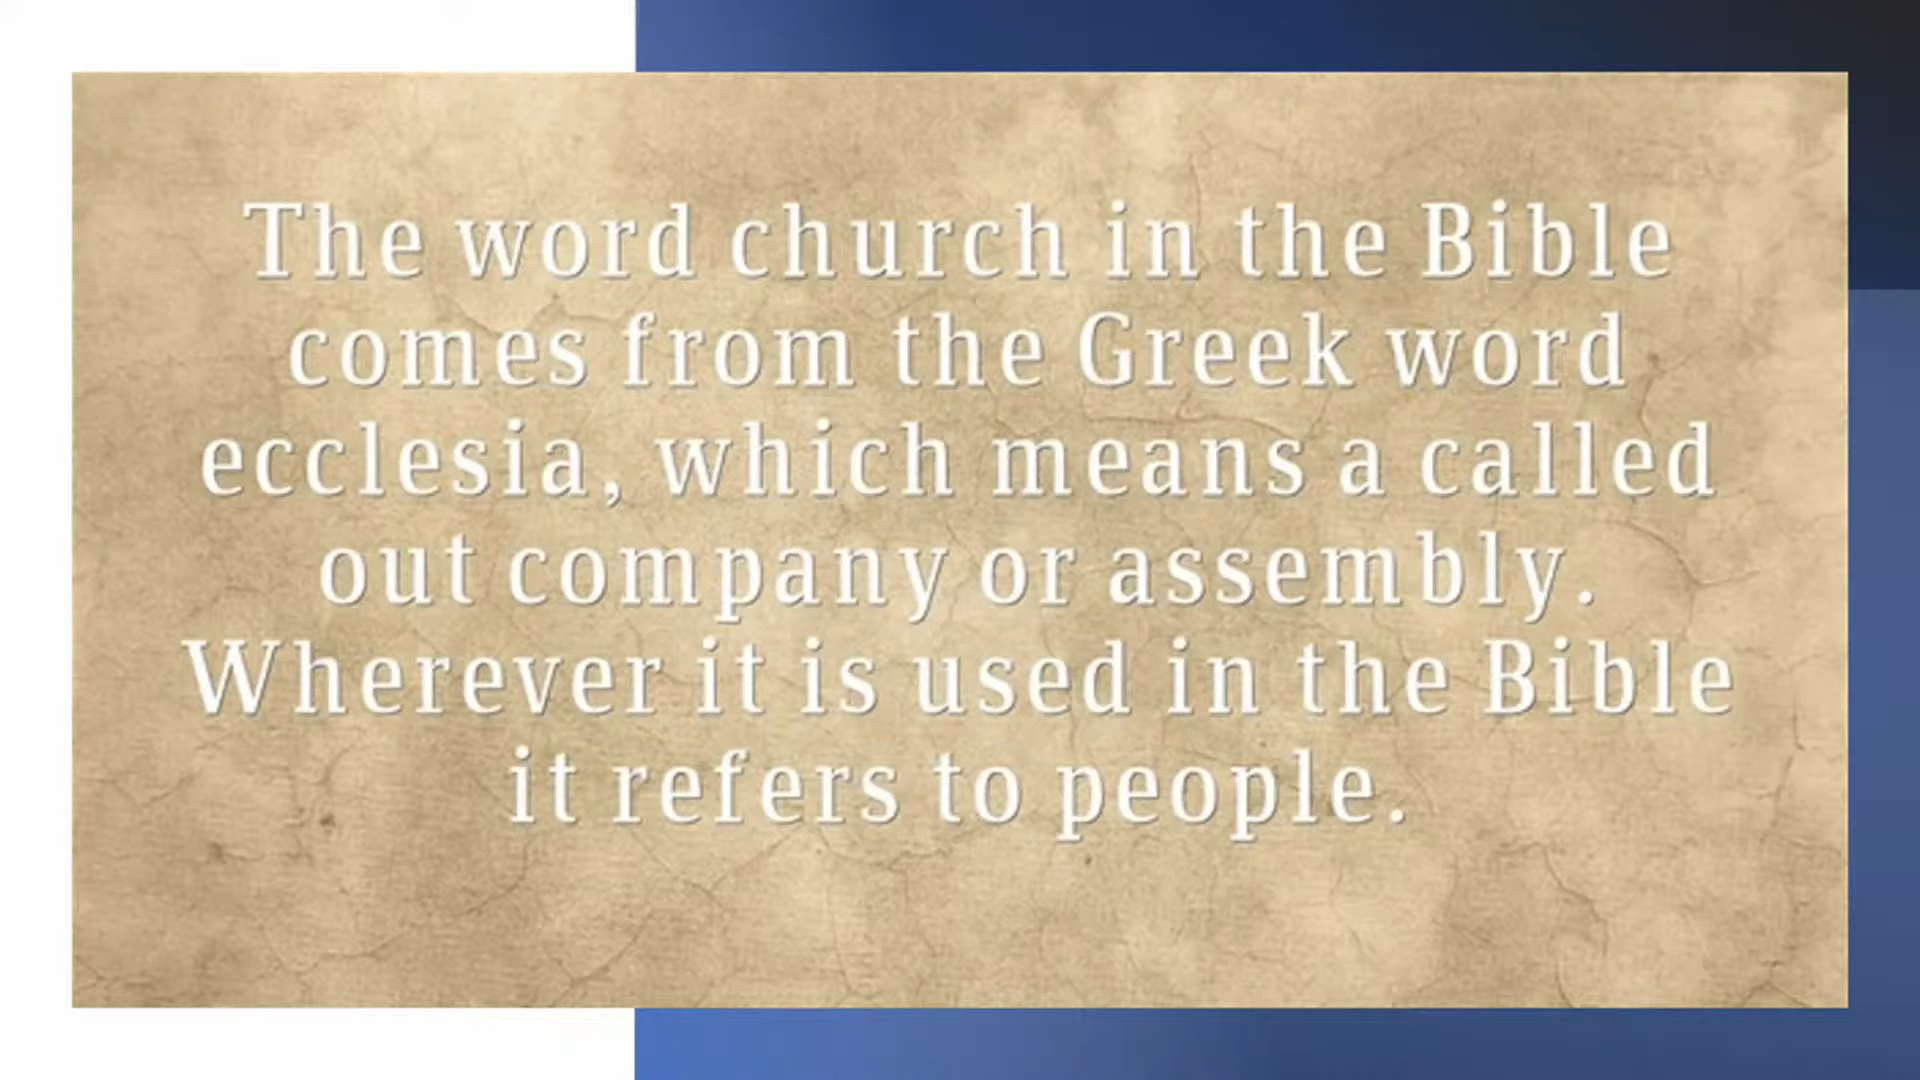 The word church in the Bible
comes from the Greek word
ecclesia, which means a called
out company or assembly.
Wherever it is used in the Bible
it refers to people.